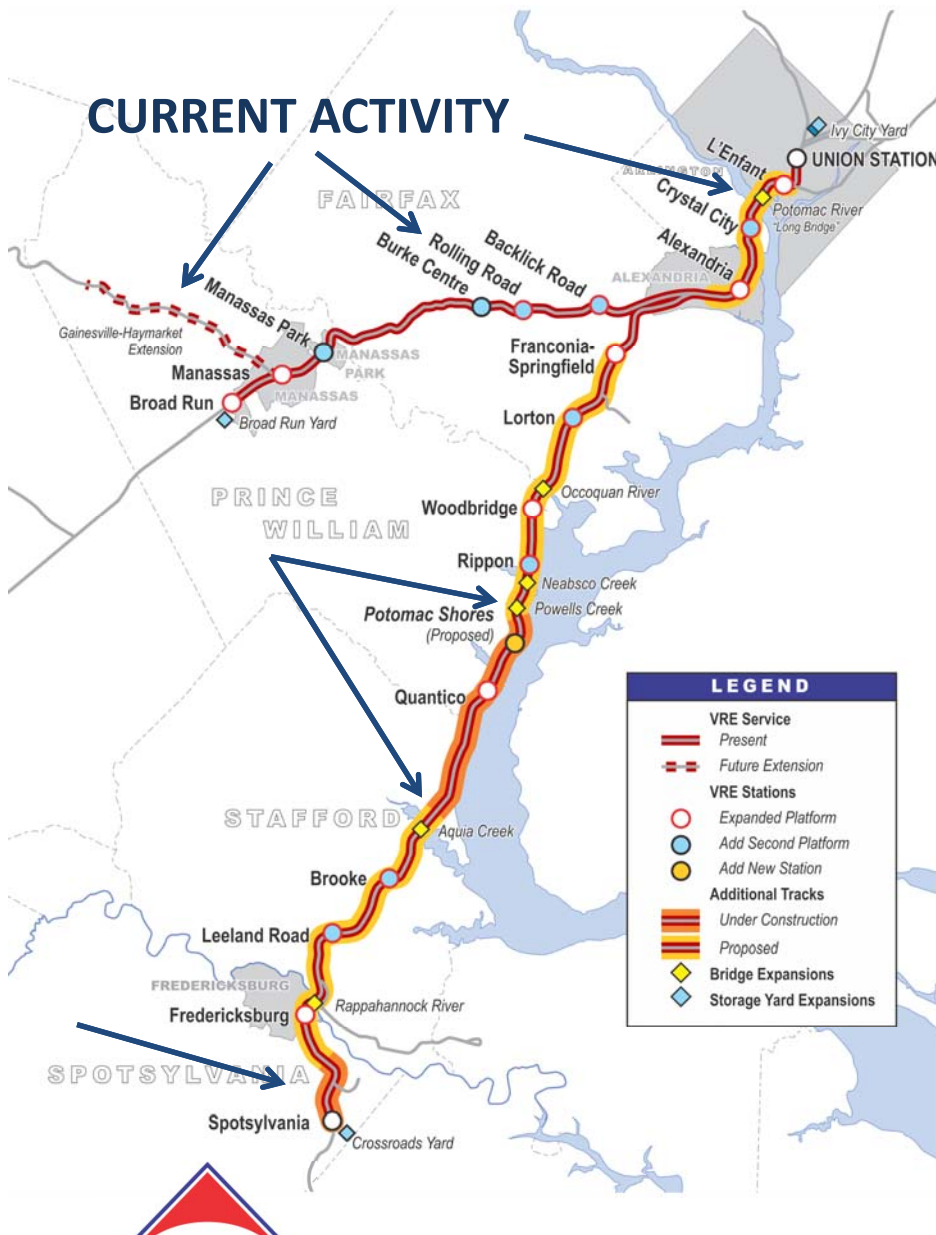 CURRENT ACTIVITY
Ivy City Yard
L'Enfant
UNION STATION
ARLINGTON
Crystal City
Potomac River
"Long Bridge"
FAIRFAX
Alexandria
ALEXANDRIA
Backlick Road
Rolling Road
Burke Centre
Manassas Park
Gainesville-Haymarket
Extension
MANASSAS
PARK
Manassas
MANASSAS
Broad Run
Broad Run Yard
Franconia-
Springfield
Lorton
PRINCE
WILLIAM
Occoquan River
Woodbridge
Rippon
Neabsco Creek
Powells Creek
Potomac Shores
(Proposed)
Quantico
STAFFORD
Aquia Creek
Brooke
Leeland Road
FREDERICKSBURG
Rappahannock River
Fredericksburg
SPOTSYLVANIA
Spotsylvania
Crossroads Yard
LEGEND
VRE Service
Present
Future Extension
VRE Stations
Expanded Platform
Add Second Platform
Add New Station
Additional Tracks
Under Construction
Proposed
Bridge Expansions
Storage Yard Expansions